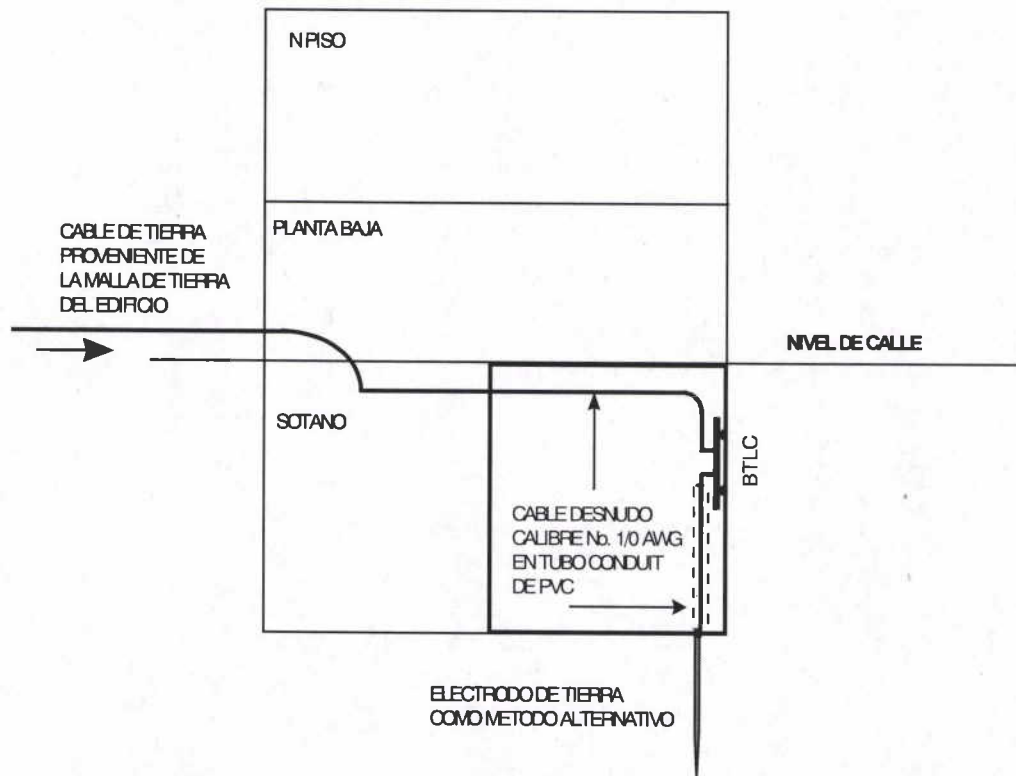 N PISO
PLANTA BAJA
CABLE DE TIERRA
PROVENIENTE DE
LA MALLA DE TIERRA
DEL EDIFICIO
NIVEL DE CALLE
SOTANO
BTLC
CABLE DESNUDO
CALIBRE No. 1/0 AWG
EN TUBO CONDUIT
DE PVC
ELECTRODO DE TIERRA
COMO METODO ALTERNATIVO